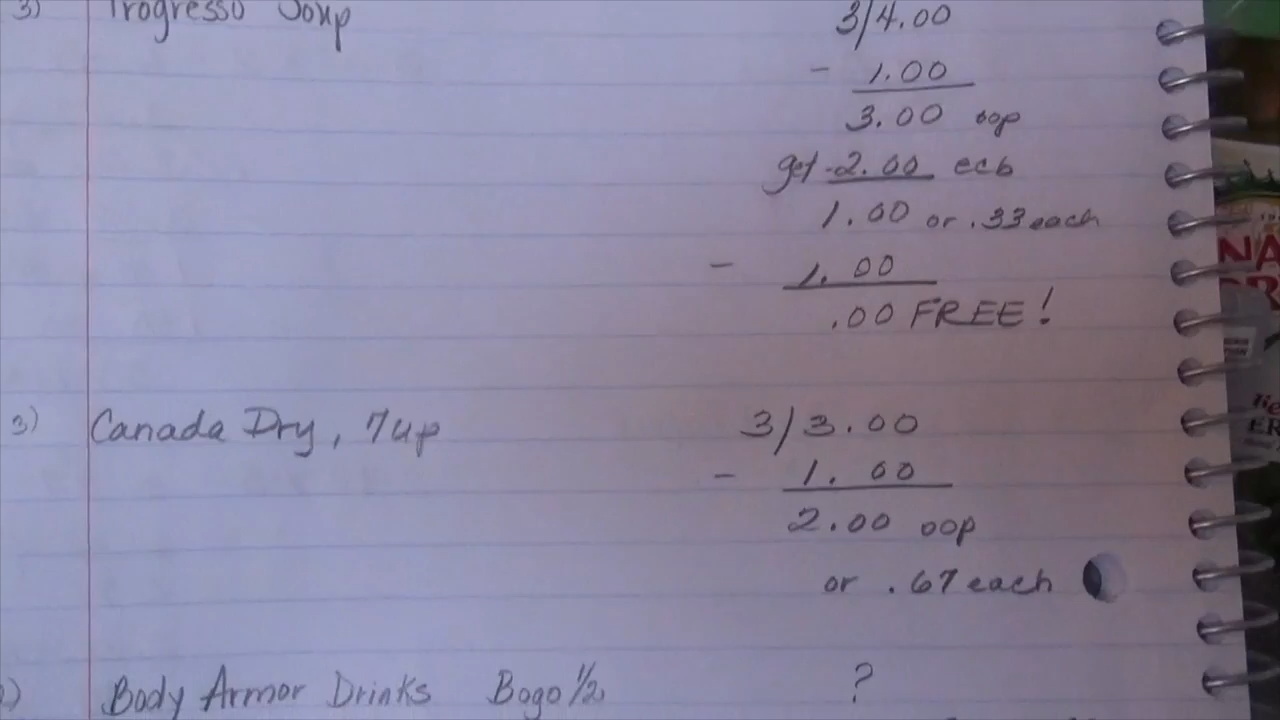 3) Progresso Soup 3/4.00
- 1.00
3.00 oop
get -2.00 ecb
1.00 or .33 each
- 1.00
.00 FREE!
3) Canada Dry, 7up 3/3.00
- 1.00
2.00 oop
or .67 each
Body Armor Drinks Bogo 1/2 ?
NA